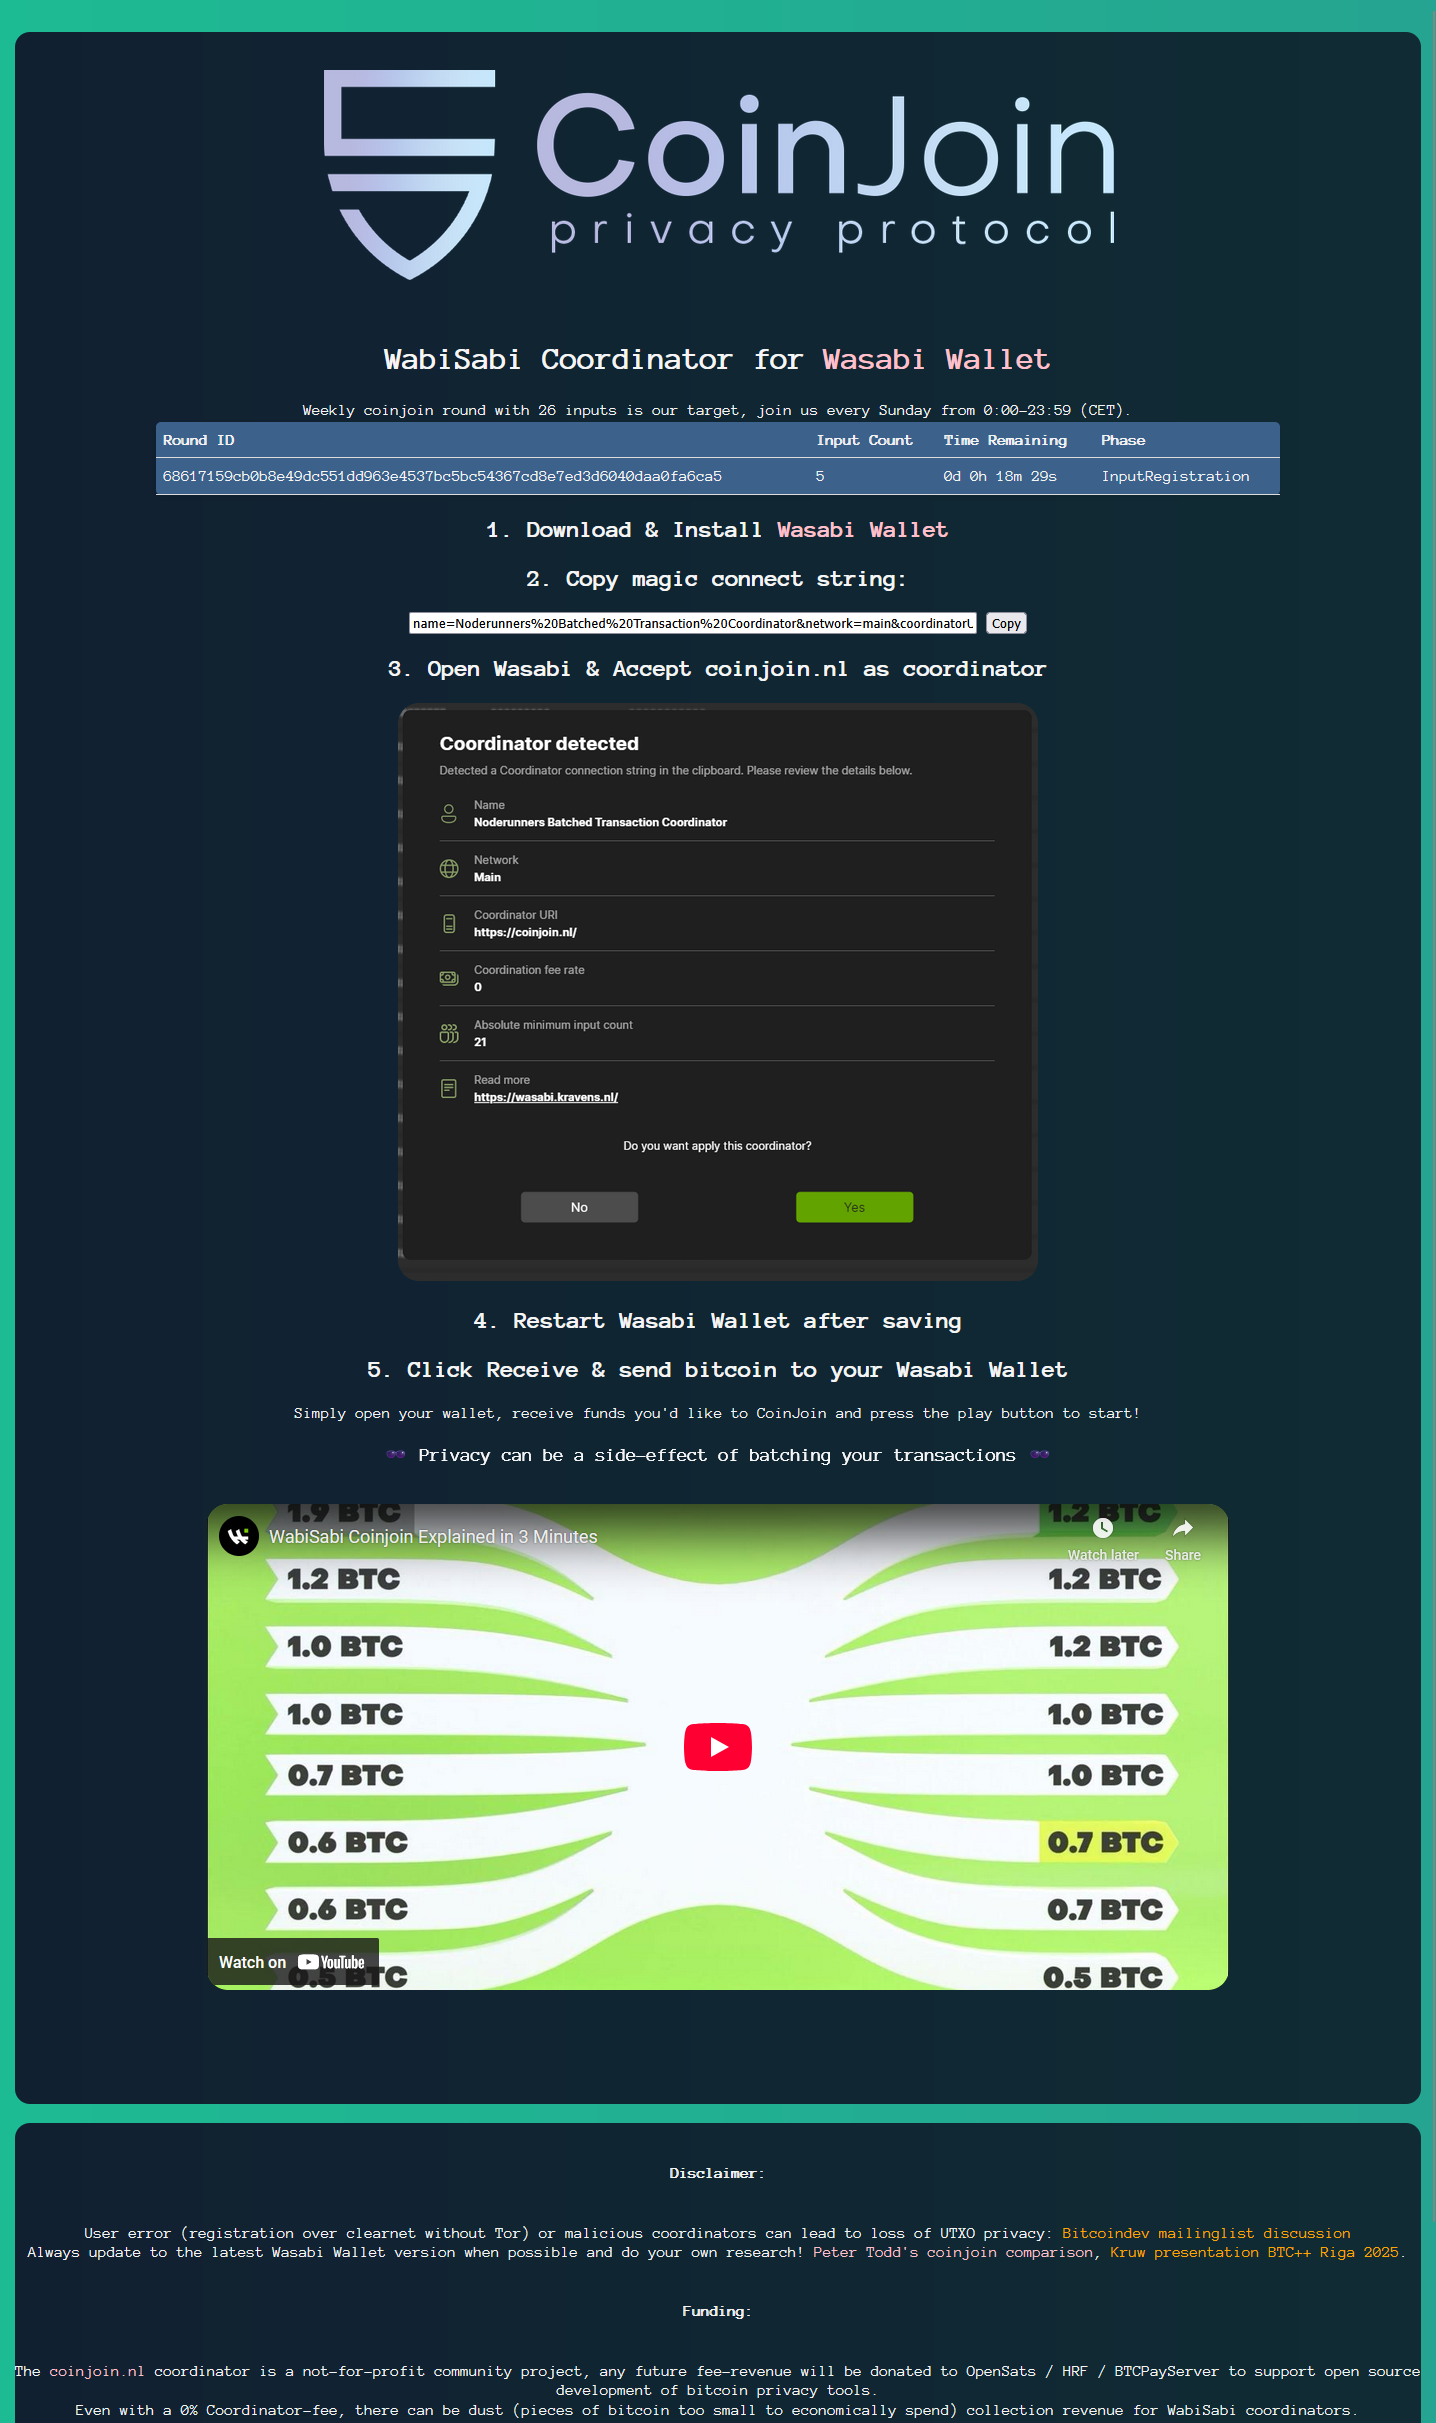 CoinJoin
privacy protocol
WabiSabi Coordinator for Wasabi Wallet
Weekly coinjoin round with 26 inputs is our target, join us every Sunday from 0:00-23:59 (CET).
Round ID Input Count Time Remaining Phase
68617159cb0b8e49dc551dd963e4537bc5bc54367cd8e7ed3d6040daa0fa6ca5 5 0d 0h 18m 29s InputRegistration
1. Download & Install Wasabi Wallet
2. Copy magic connect string:
name=Noderunners%20Batched%20Transaction%20Coordinator&network=main&coordinatorU Copy
3. Open Wasabi & Accept coinjoin.nl as coordinator
Coordinator detected
Detected a Coordinator connection string in the clipboard. Please review the details below.
Name
Noderunners Batched Transaction Coordinator
Network
Main
Coordinator URI
https://coinjoin.nl/
Coordination fee rate
0
Absolute minimum input count
21
Read more
https://wasabi.kravens.nl/
Do you want apply this coordinator?
No Yes
4. Restart Wasabi Wallet after saving
5. Click Receive & send bitcoin to your Wasabi Wallet
Simply open your wallet, receive funds you'd like to CoinJoin and press the play button to start!
🕶️ Privacy can be a side-effect of batching your transactions 🕶️
1.9 BTC 1.2 BTC
WabiSabi Coinjoin Explained in 3 Minutes
Watch later Share
1.2 BTC 1.2 BTC
1.0 BTC 1.2 BTC
1.0 BTC 1.0 BTC
0.7 BTC 1.0 BTC
0.6 BTC 0.7 BTC
0.6 BTC 0.7 BTC
Watch on YouTube
0.5 BTC 0.5 BTC
Disclaimer:
User error (registration over clearnet without Tor) or malicious coordinators can lead to loss of UTXO privacy: Bitcoindev mailinglist discussion
Always update to the latest Wasabi Wallet version when possible and do your own research! Peter Todd's coinjoin comparison, Kruw presentation BTC++ Riga 2025.
Funding:
The coinjoin.nl coordinator is a not-for-profit community project, any future fee-revenue will be donated to OpenSats / HRF / BTCPayServer to support open source
development of bitcoin privacy tools.
Even with a 0% Coordinator-fee, there can be dust (pieces of bitcoin too small to economically spend) collection revenue for WabiSabi coordinators.